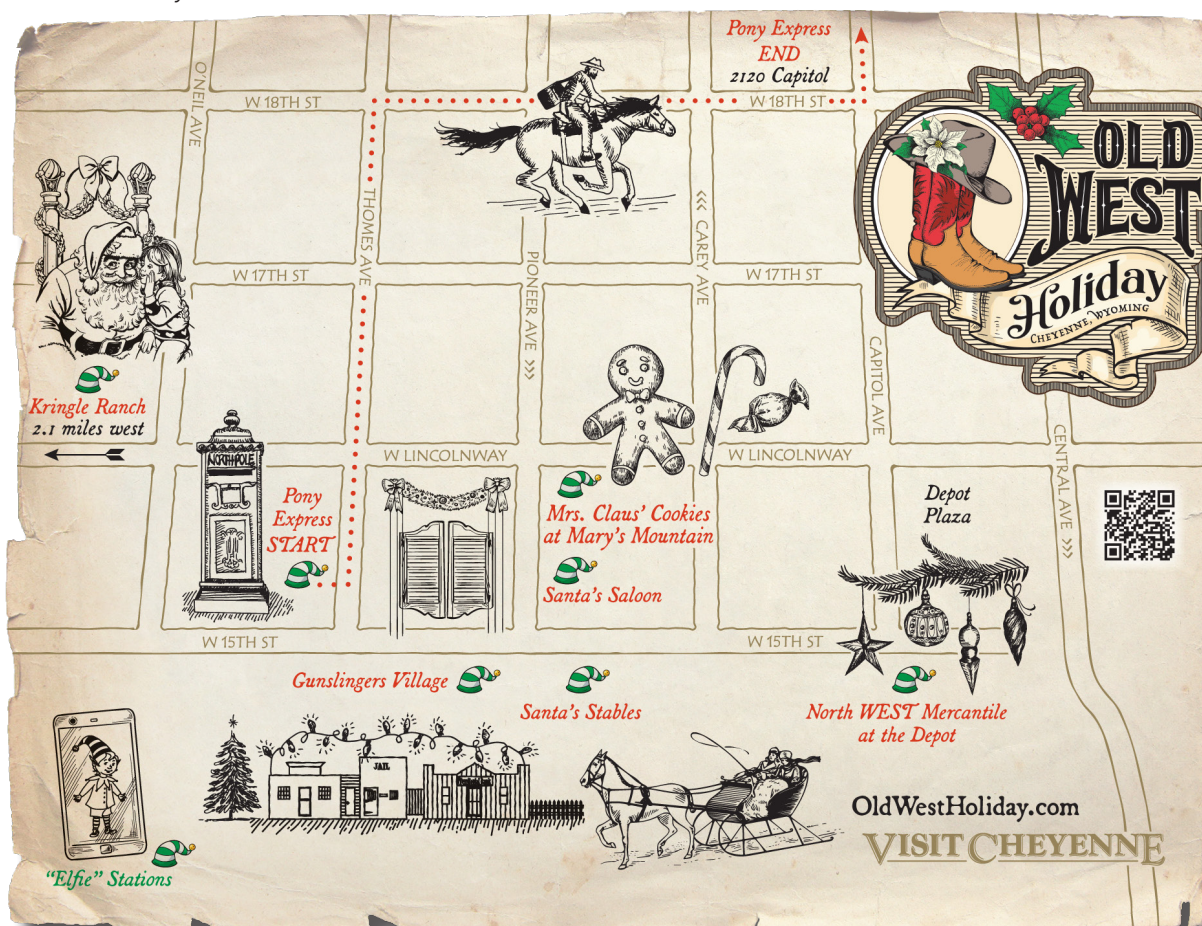 Pony Express
END
2120 Capitol
O'NEIL AVE
W 18TH ST
W 18TH ST
THOMES AVE
PIONEER AVE >>>
<<< CAREY AVE
W 17TH ST
W 17TH ST
CAPITOL AVE
OLD
WEST
Holiday
CHEYENNE, WYOMING
Kringle Ranch
2.1 miles west
NORTH POLE
Pony
Express
START
W LINCOLNWAY
W LINCOLNWAY
CENTRAL AVE >>>
Mrs. Claus' Cookies
at Mary's Mountain
Santa's Saloon
Depot
Plaza
W 15TH ST
W 15TH ST
Gunslingers Village
Santa's Stables
North WEST Mercantile
at the Depot
JAIL
"Elfie" Stations
OldWestHoliday.com
VISIT CHEYENNE